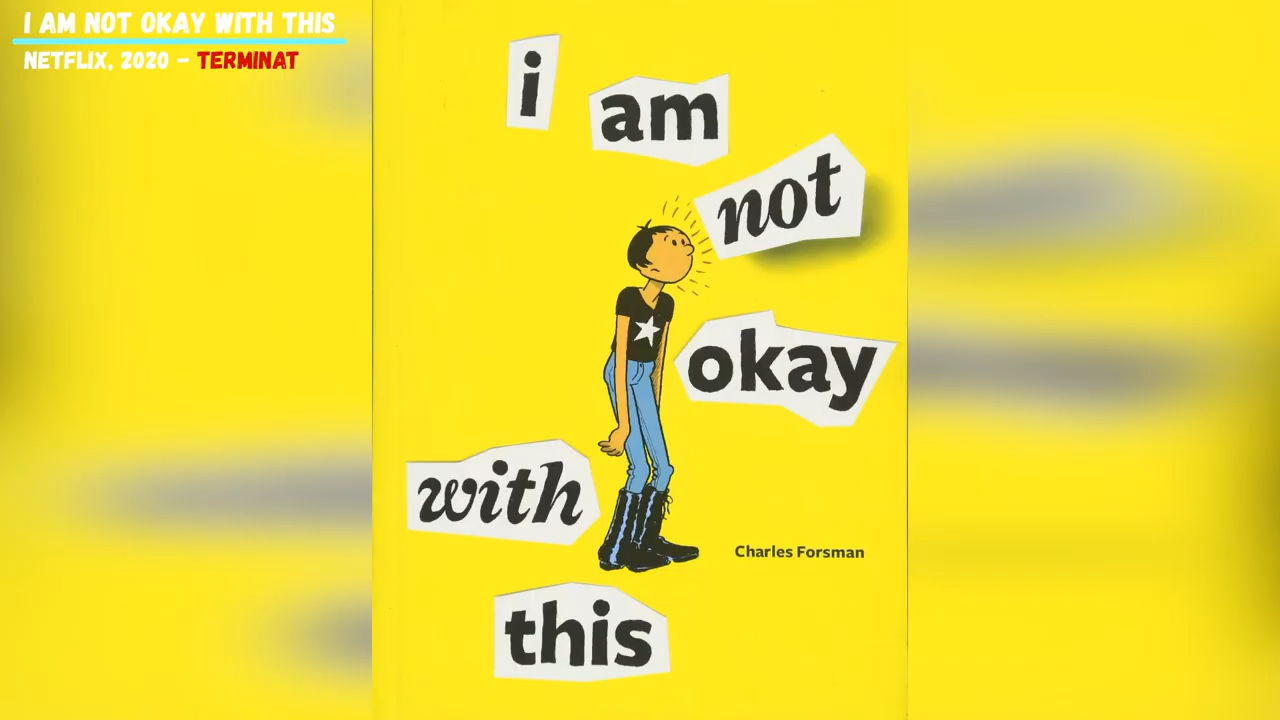 I AM NOT OKAY WITH THIS
NETFLIX, 2020 - TERMINAT
i
am
not
okay
with
Charles Forsman
this